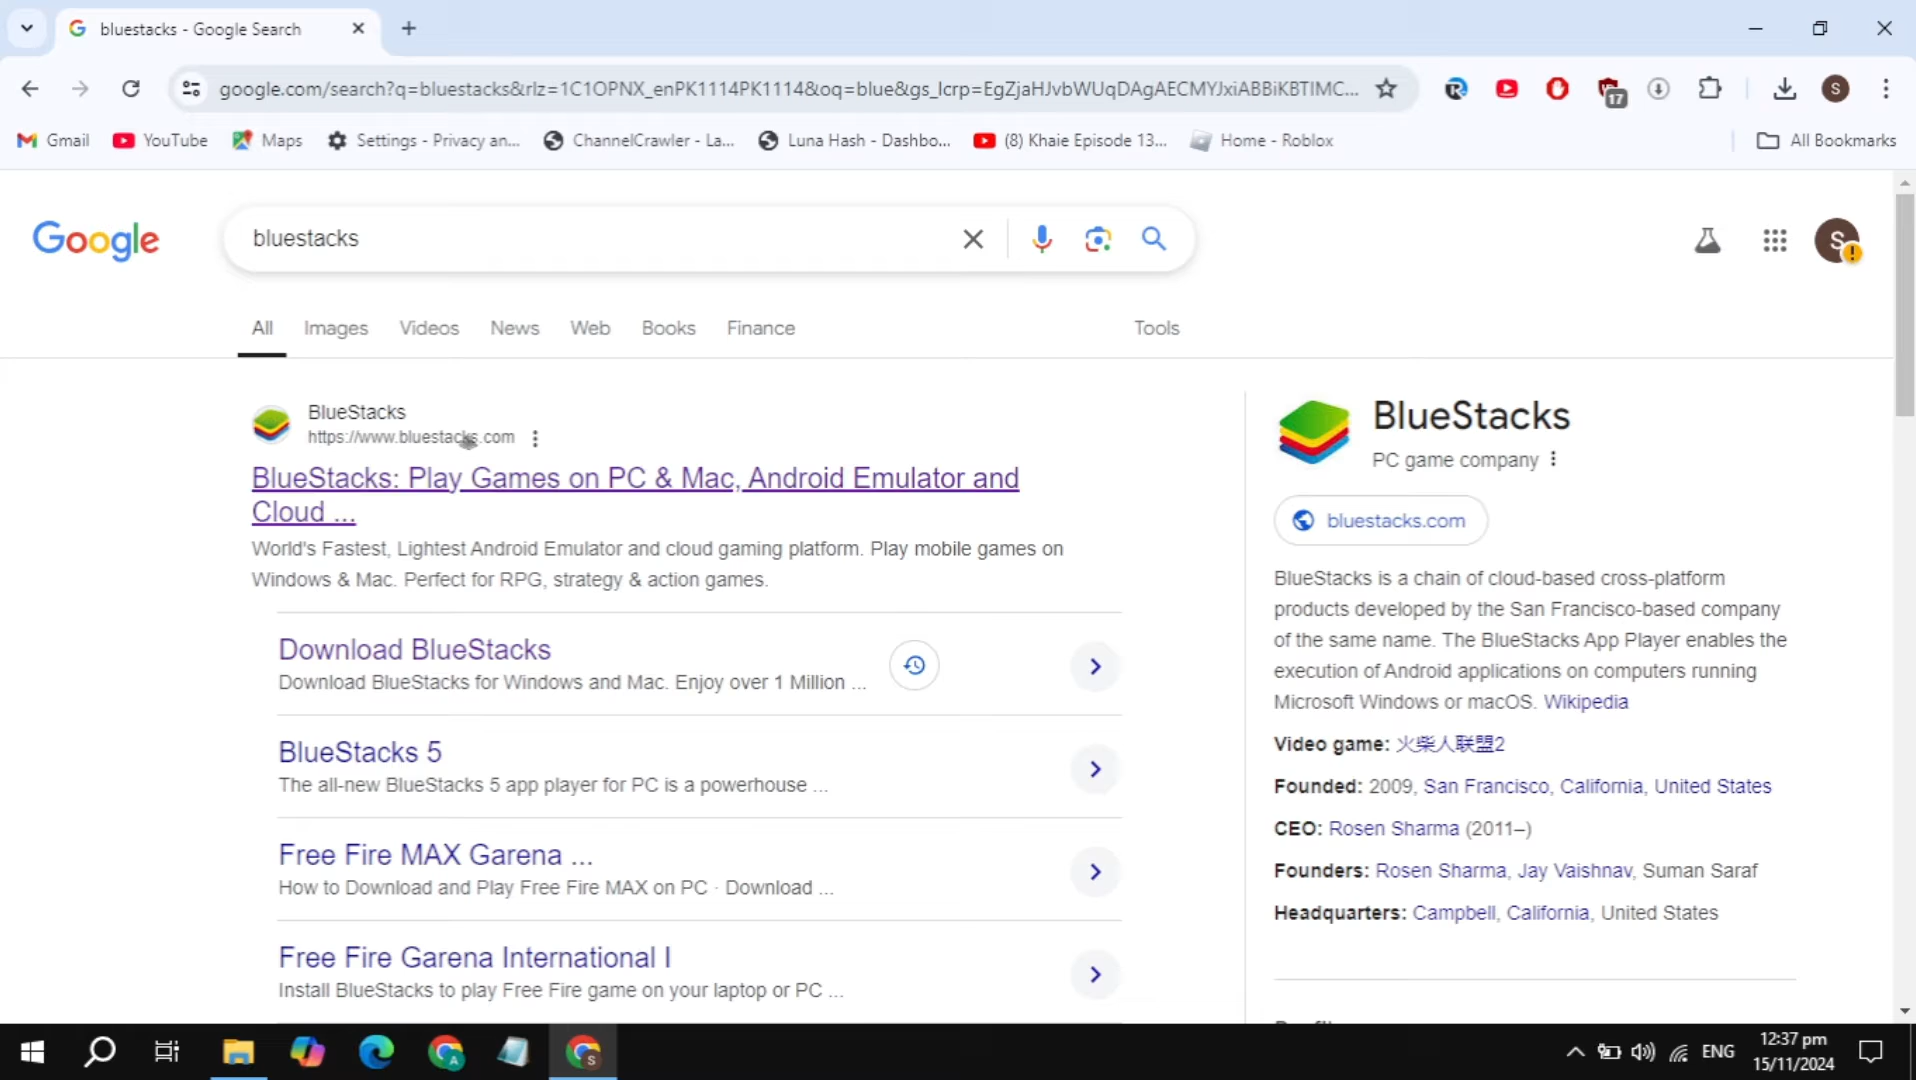 bluestacks - Google Search
google.com/search?q=bluestacks&rlz=1C1OPNX_enPK1114PK1114&oq=blue&gs_lcrp=EgZjaHJvbWUqDAgAECMYJxiABBiKBTIMC...
17
S
Gmail
YouTube
Maps
Settings - Privacy an...
ChannelCrawler - La...
Luna Hash - Dashbo...
(8) Khaie Episode 13...
Home - Roblox
All Bookmarks
Google
bluestacks
S
All
Images
Videos
News
Web
Books
Finance
Tools
BlueStacks
https://www.bluestacks.com
BlueStacks: Play Games on PC & Mac, Android Emulator and
Cloud ...
World's Fastest, Lightest Android Emulator and cloud gaming platform. Play mobile games on
Windows & Mac. Perfect for RPG, strategy & action games.
Download BlueStacks
Download BlueStacks for Windows and Mac. Enjoy over 1 Million ...
BlueStacks 5
The all-new BlueStacks 5 app player for PC is a powerhouse ...
Free Fire MAX Garena ...
How to Download and Play Free Fire MAX on PC · Download ...
Free Fire Garena International I
Install BlueStacks to play Free Fire game on your laptop or PC ...
BlueStacks
PC game company
bluestacks.com
BlueStacks is a chain of cloud-based cross-platform
products developed by the San Francisco-based company
of the same name. The BlueStacks App Player enables the
execution of Android applications on computers running
Microsoft Windows or macOS. Wikipedia
Video game: 火柴人联盟2
Founded: 2009, San Francisco, California, United States
CEO: Rosen Sharma (2011–)
Founders: Rosen Sharma, Jay Vaishnav, Suman Saraf
Headquarters: Campbell, California, United States
A
S
ENG
12:37 pm
15/11/2024